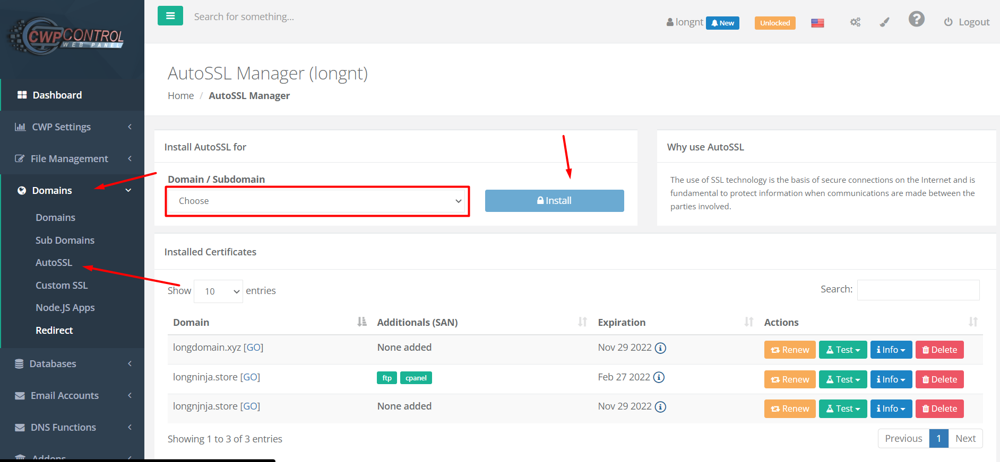 CWP CONTROL
WEB PANEL
Search for something...
longnt New Unlocked Logout
AutoSSL Manager (longnt)
Home / AutoSSL Manager
Dashboard
CWP Settings
File Management
Domains
Domains
Sub Domains
AutoSSL
Custom SSL
Node.JS Apps
Redirect
Databases
Email Accounts
DNS Functions
Addons
Install AutoSSL for
Domain / Subdomain
Choose Install
Why use AutoSSL
The use of SSL technology is the basis of secure connections on the Internet and is
fundamental to protect information when communications are made between the
parties involved.
Installed Certificates
Show 10 entries Search:
Domain Additionals (SAN) Expiration Actions
longdomain.xyz [GO] None added Nov 29 2022 Renew Test Info Delete
longninja.store [GO] ftp cpanel Feb 27 2022 Renew Test Info Delete
longnjnja.store [GO] None added Nov 29 2022 Renew Test Info Delete
Showing 1 to 3 of 3 entries Previous 1 Next